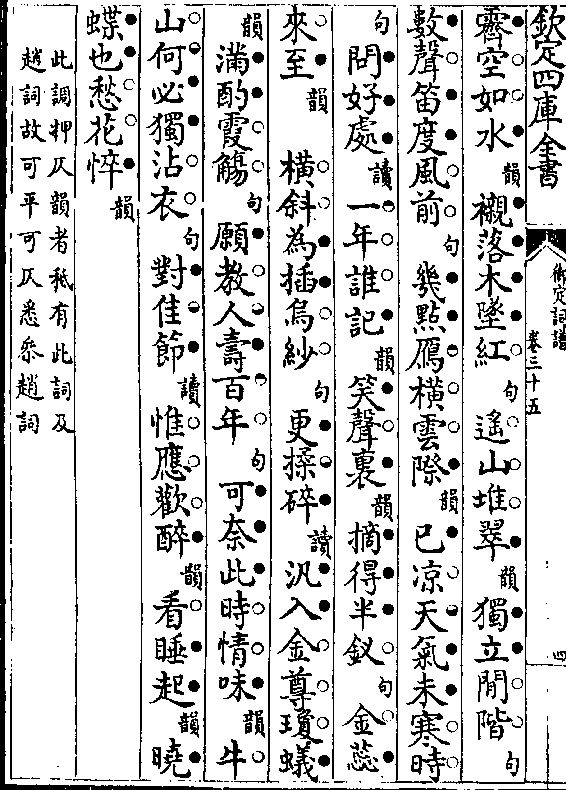 欽定四庫全書
御定詞譜
卷三十五
四
霽空如水韻襯落木墜紅句遙山堆翠韻獨立閒階句
數聲笛度風前句幾㸃鴈橫雲際韻已凉天氣未寒時
句問好處讀一年誰記韻笑聲裏韻摘得半釵句金蕊
來至韻橫斜為插烏紗句更揉碎讀汎入金尊瓊蟻
韻滿酌霞觴句願教人壽百年句可奈此時情味韻牛
山何必獨沾衣句對佳節讀惟應歡醉韻看睡起韻曉
蝶也愁花悴韻
此調押仄韻者秪有此詞及
趙詞故可平可仄悉叅趙詞